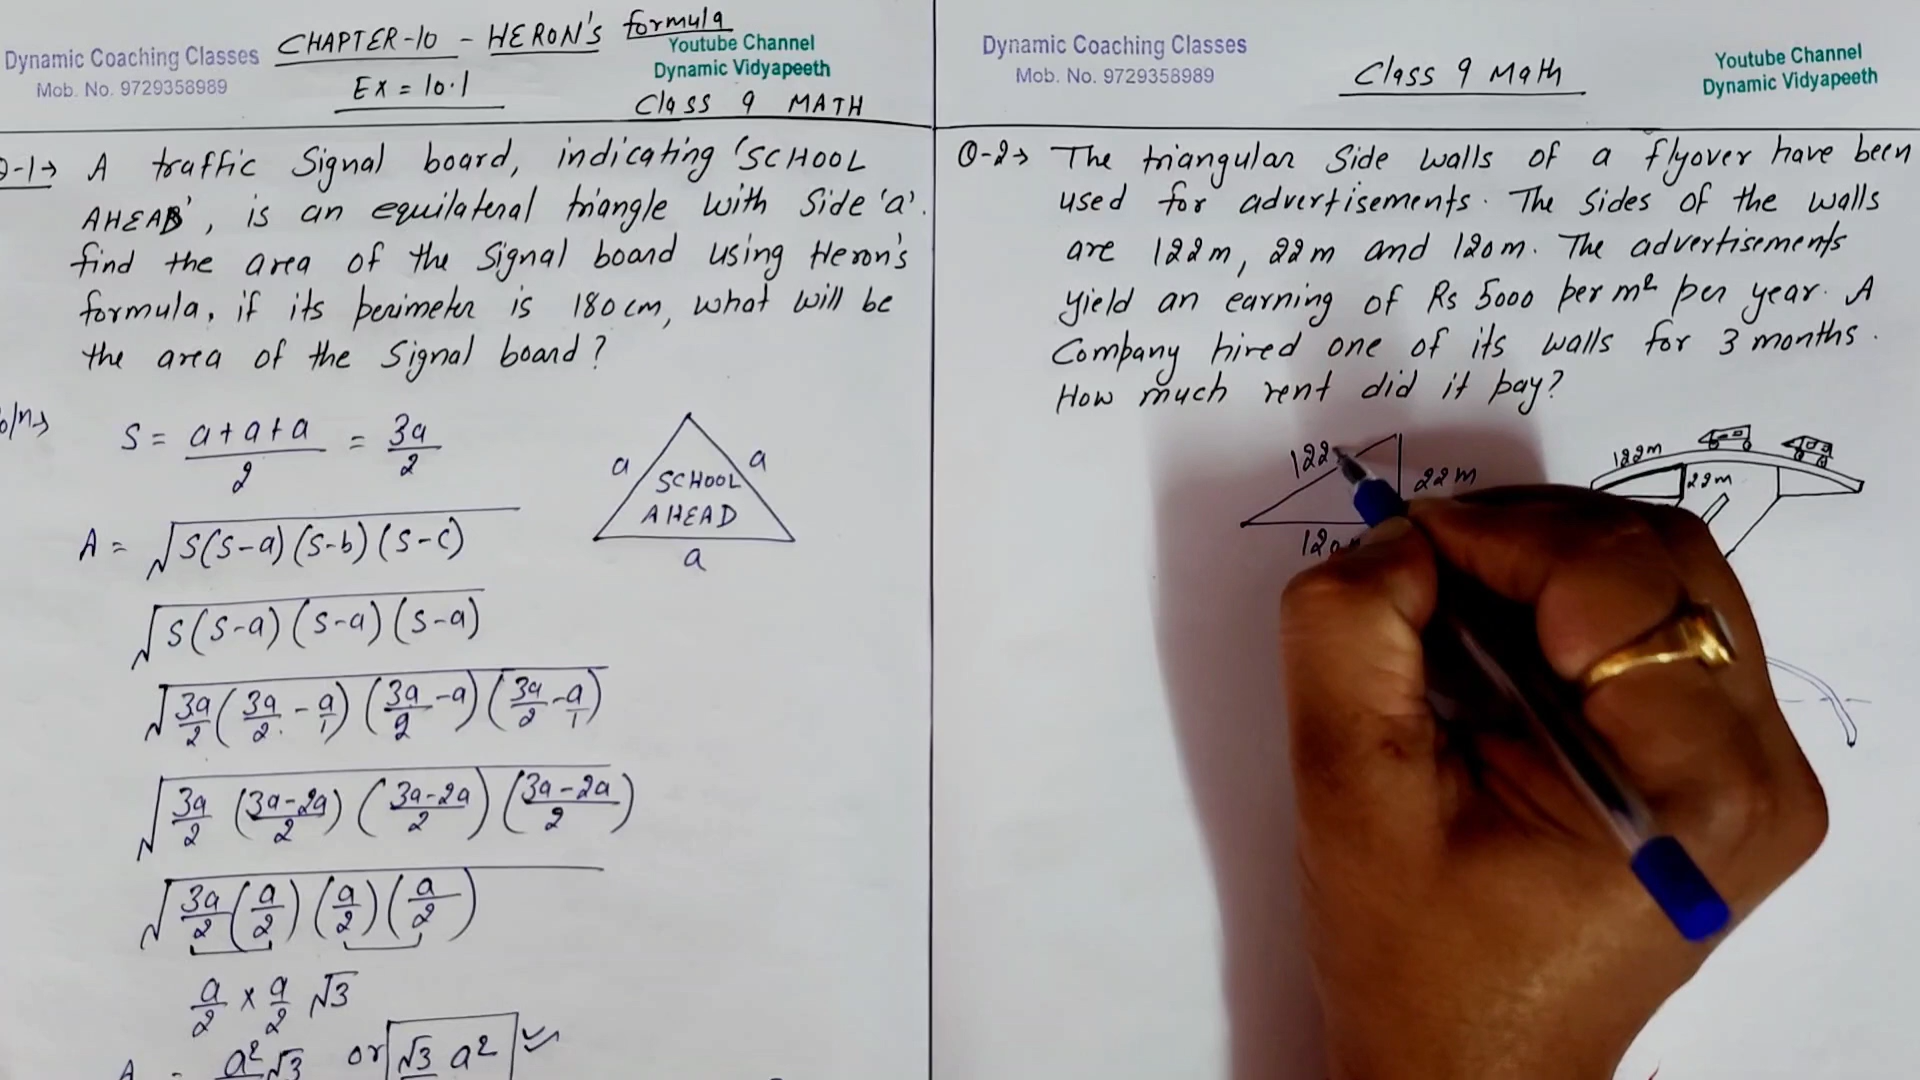 Dynamic Coaching Classes
Mob. No. 9729358989
CHAPTER-10 - HERON'S formula
Ex = 10.1
Youtube Channel
Dynamic Vidyapeeth
Class 9 MATH
Q-1→ A traffic Signal board, indicating 'SCHOOL
AHEAD', is an equilateral triangle with Side 'a'.
find the area of the Signal board using Heron's
formula, if its perimeter is 180 cm, what will be
the area of the Signal board?
S = a+a+a/2 = 3a/2
a a
SCHOOL
AHEAD
a
A = √S(S-a)(S-b)(S-c)
√S(S-a)(S-a)(S-a)
√3a/2(3a/2 - a/1)(3a/2 - a)(3a/2 - a/1)
√3a/2 (3a-2a/2)(3a-2a/2)(3a-2a/2)
√3a/2(a/2)(a/2)(a/2)
a/2 × a/2 √3
a²√3 or √3 a²
Dynamic Coaching Classes
Mob. No. 9729358989
Class 9 Math
Youtube Channel
Dynamic Vidyapeeth
Q-2→ The triangular Side walls of a flyover have been
used for advertisements. The sides of the walls
are 122m, 22m and 120m. The advertisements
yield an earning of Rs 5000 per m² per year. A
Company hired one of its walls for 3 months.
How much rent did it pay?
122
22m
120
122m
22m